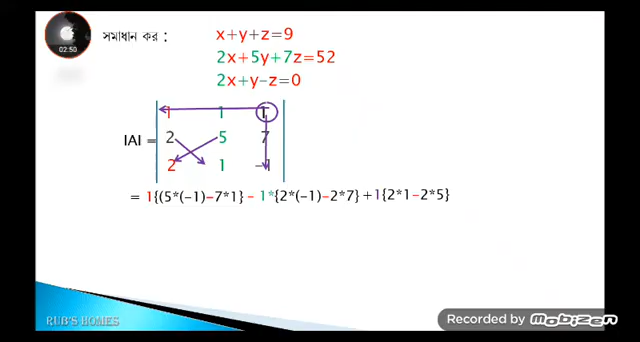 02:50
সমাধান কর :
x+y+z=9
2x+5y+7z=52
2x+y–z=0
IAI =
1 1 1
2 5 7
2 1 –1
= 1{(5*(-1)–7*1} – 1*{2*(-1)–2*7} +1{2*1–2*5}
RUB'S HOMES
Recorded by Mobizen